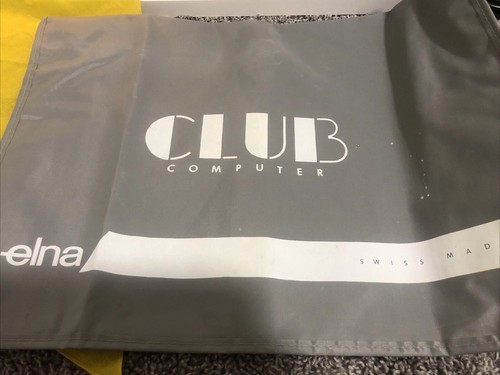 CLUB
COMPUTER
elna
SWISS MAD